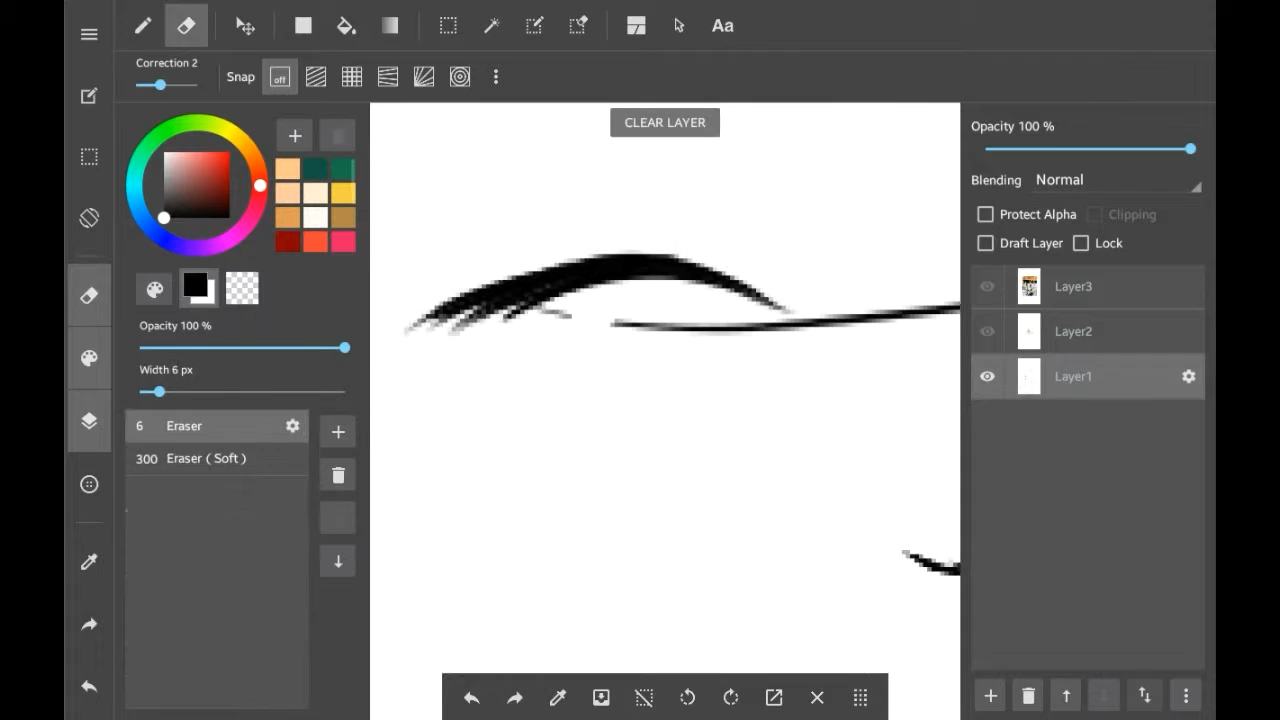 Aa
Correction 2
Snap
off
CLEAR LAYER
Opacity 100 %
Width 6 px
6 Eraser
300 Eraser ( Soft )
Opacity 100 %
Blending Normal
Protect Alpha Clipping
Draft Layer Lock
Layer3
Layer2
Layer1